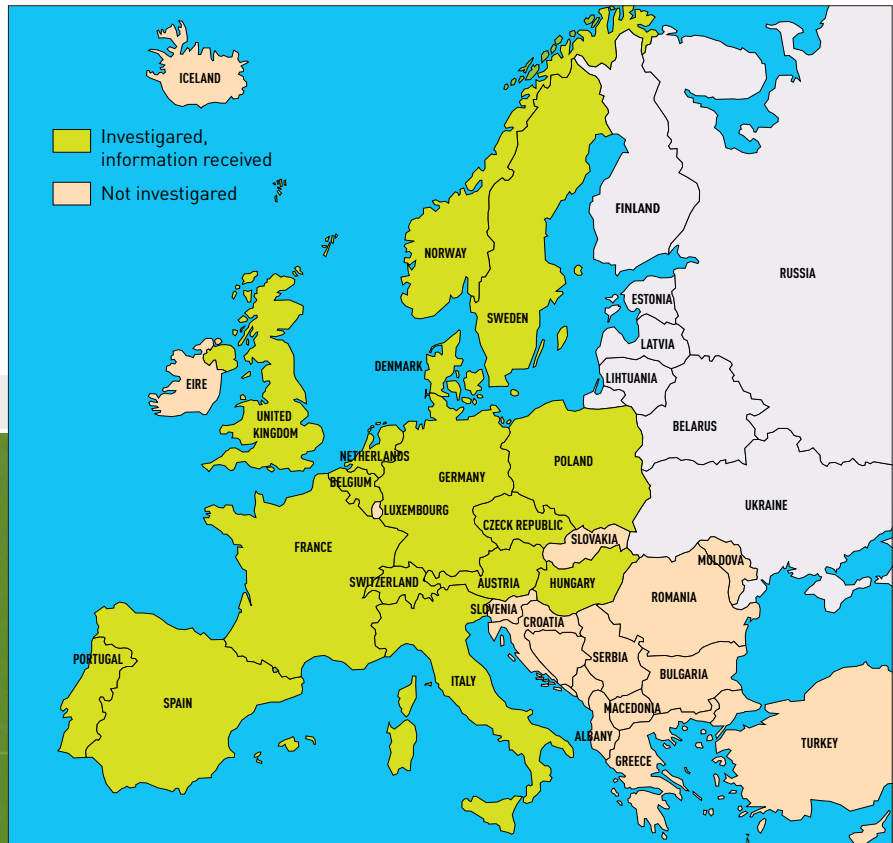 ICELAND
Investigared,
information received
Not investigared
FINLAND
NORWAY
RUSSIA
ESTONIA
SWEDEN
LATVIA
DENMARK
LIHTUANIA
EIRE
UNITED
KINGDOM
BELARUS
NETHERLANDS
POLAND
BELGIUM
GERMANY
LUXEMBOURG
UKRAINE
CZECK REPUBLIC
SLOVAKIA
FRANCE
MOLDOVA
SWITZERLAND
AUSTRIA
HUNGARY
ROMANIA
SLOVENIA
CROATIA
PORTUGAL
SERBIA
BULGARIA
ITALY
SPAIN
MACEDONIA
ALBANY
TURKEY
GREECE